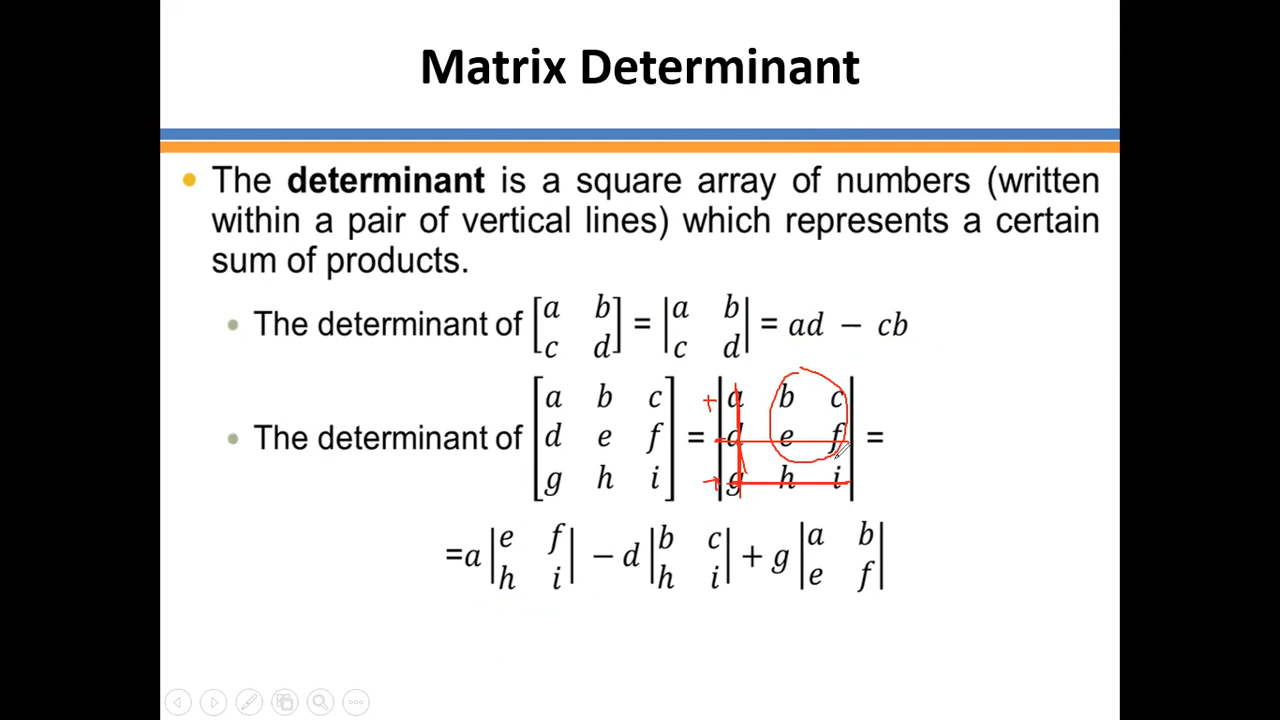 Matrix Determinant
• The determinant is a square array of numbers (written
within a pair of vertical lines) which represents a certain
sum of products.
• The determinant of [a b; c d] = |a b; c d| = ad − cb
• The determinant of [a b c; d e f; g h i] = |a b c; d e f; g h i| =
=a |e f; h i| − d |b c; h i| + g |a b; e f|